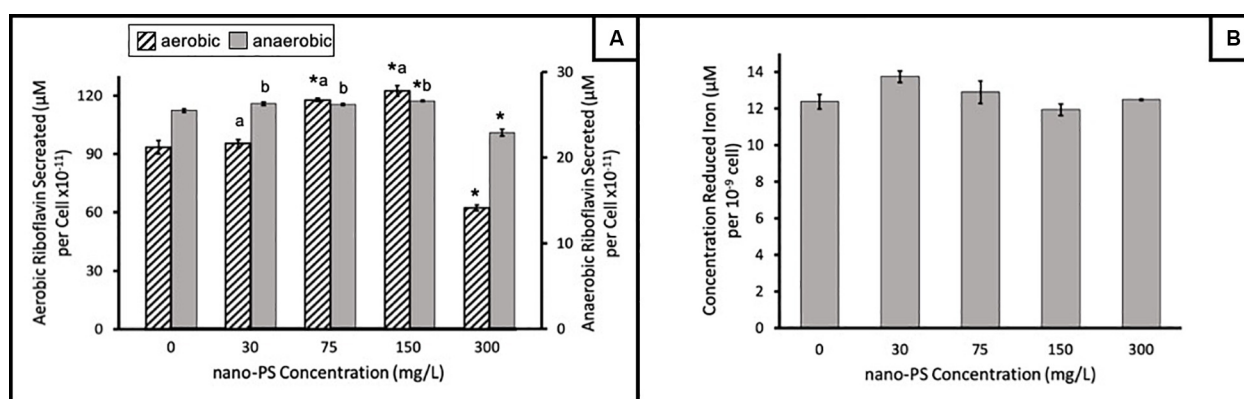 aerobic anaerobic
A
Aerobic Riboflavin Secreated (µM
per Cell x10⁻¹¹)
120
90
60
30
0
*a
*a
b
b
*b
a
*
*
30
20
10
0
Anaerobic Riboflavin Secreted (µM
per Cell x10⁻¹¹)
0 30 75 150 300
nano-PS Concentration (mg/L)
B
Concentration Reduced Iron (µM
per 10⁻⁹ cell)
14
12
10
8
6
4
2
0
0 30 75 150 300
nano-PS Concentration (mg/L)